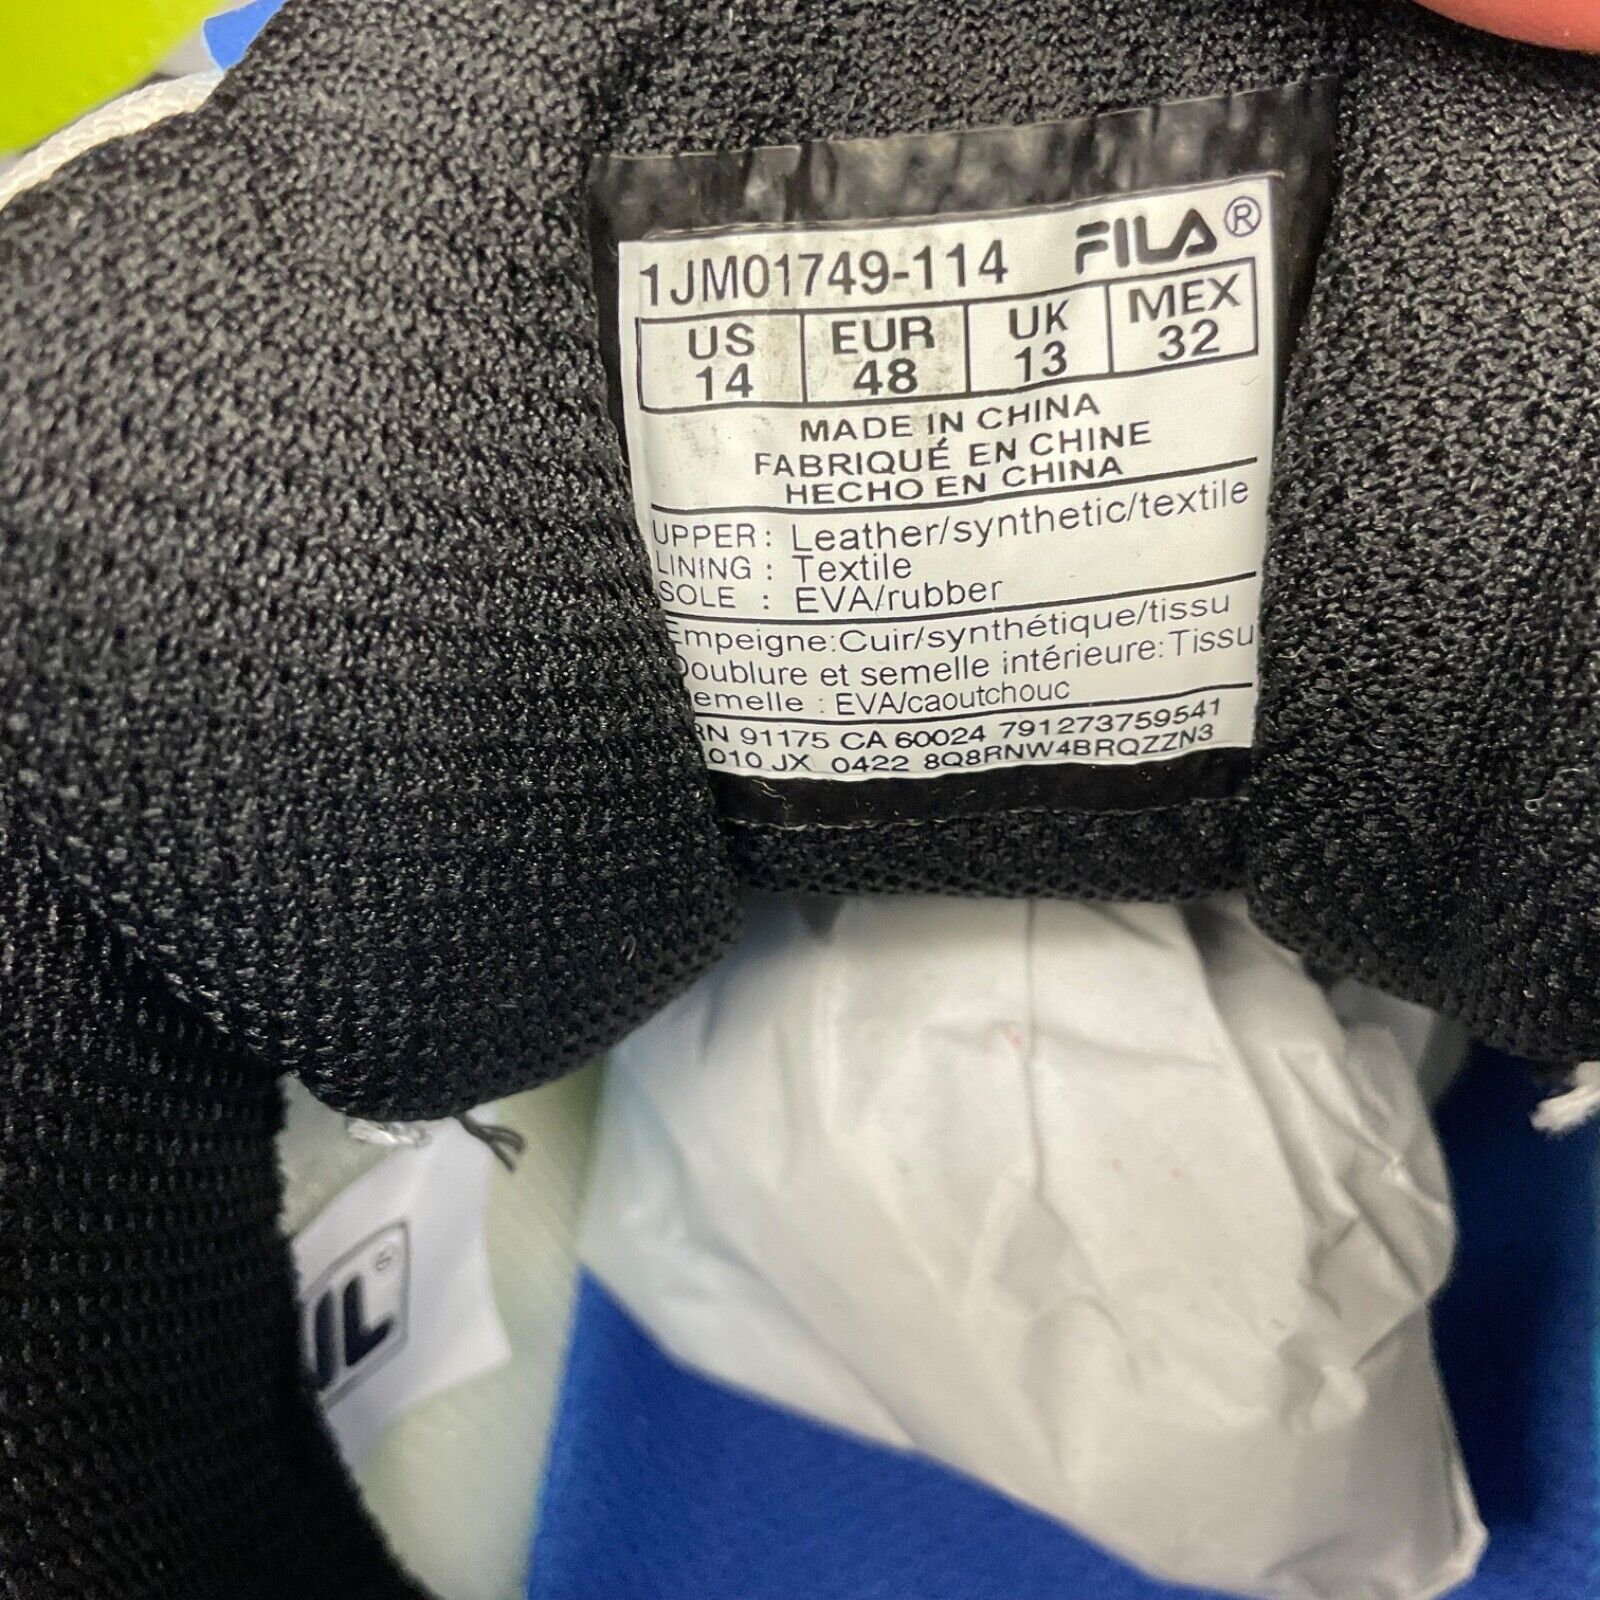 1JM01749-114 FILA®
US EUR UK MEX
14 48 13 32
MADE IN CHINA
FABRIQUÉ EN CHINE
HECHO EN CHINA
UPPER: Leather/synthetic/textile
LINING : Textile
SOLE : EVA/rubber
Empeigne:Cuir/synthétique/tissu
Doublure et semelle intérieure:Tissu
emelle : EVA/caoutchouc
RN 91175 CA 60024 791273759541
010 JX 0422 8Q8RNW4BRQZZN3
IL®